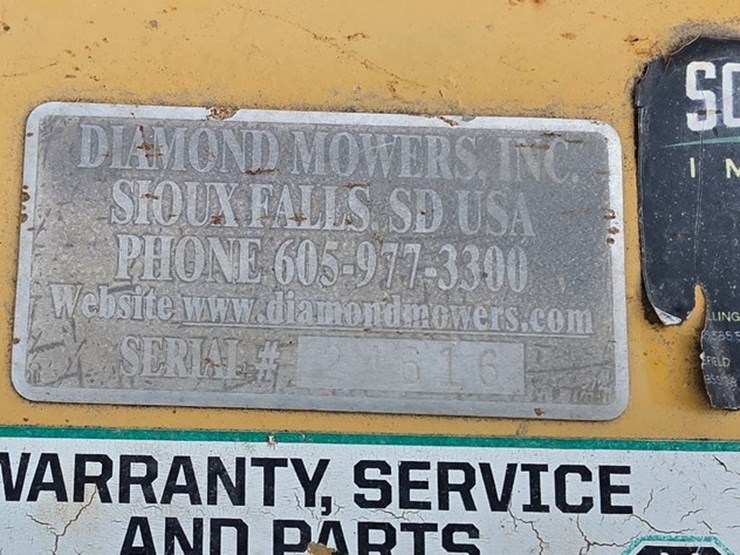 DIAMOND MOWERS, INC.
SIOUX FALLS, SD USA
PHONE 605-977-3300
Website www.diamondmowers.com
SERIAL # 21616
WARRANTY, SERVICE
AND PARTS